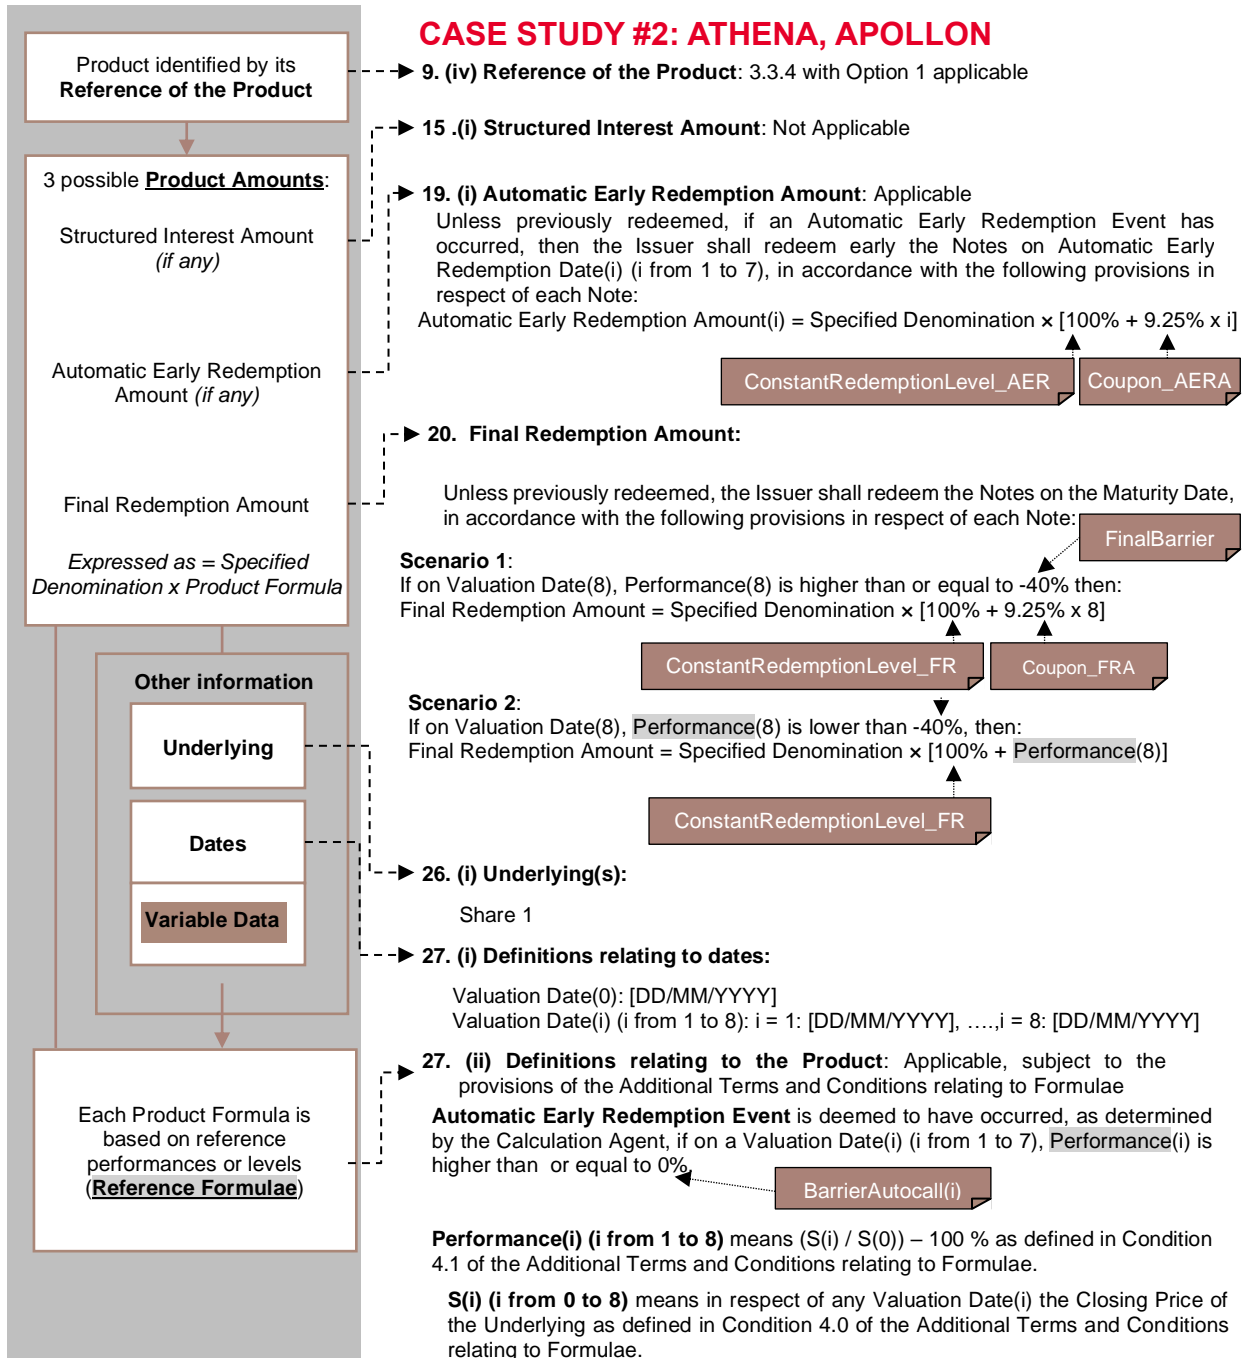 CASE STUDY #2: ATHENA, APOLLON
Product identified by its
Reference of the Product
9. (iv) Reference of the Product: 3.3.4 with Option 1 applicable
15 .(i) Structured Interest Amount: Not Applicable
3 possible Product Amounts:
Structured Interest Amount
(if any)
Automatic Early Redemption
Amount (if any)
Final Redemption Amount
Expressed as = Specified
Denomination x Product Formula
19. (i) Automatic Early Redemption Amount: Applicable
Unless previously redeemed, if an Automatic Early Redemption Event has
occurred, then the Issuer shall redeem early the Notes on Automatic Early
Redemption Date(i) (i from 1 to 7), in accordance with the following provisions in
respect of each Note:
Automatic Early Redemption Amount(i) = Specified Denomination × [100% + 9.25% x i]
ConstantRedemptionLevel_AER
Coupon_AERA
20. Final Redemption Amount:
Unless previously redeemed, the Issuer shall redeem the Notes on the Maturity Date,
in accordance with the following provisions in respect of each Note:
FinalBarrier
Scenario 1:
If on Valuation Date(8), Performance(8) is higher than or equal to -40% then:
Final Redemption Amount = Specified Denomination × [100% + 9.25% x 8]
ConstantRedemptionLevel_FR
Coupon_FRA
Scenario 2:
If on Valuation Date(8), Performance(8) is lower than -40%, then:
Final Redemption Amount = Specified Denomination × [100% + Performance(8)]
ConstantRedemptionLevel_FR
Other information
Underlying
Dates
Variable Data
26. (i) Underlying(s):
Share 1
27. (i) Definitions relating to dates:
Valuation Date(0): [DD/MM/YYYY]
Valuation Date(i) (i from 1 to 8): i = 1: [DD/MM/YYYY], ….,i = 8: [DD/MM/YYYY]
Each Product Formula is
based on reference
performances or levels
(Reference Formulae)
27. (ii) Definitions relating to the Product: Applicable, subject to the
provisions of the Additional Terms and Conditions relating to Formulae
Automatic Early Redemption Event is deemed to have occurred, as determined
by the Calculation Agent, if on a Valuation Date(i) (i from 1 to 7), Performance(i) is
higher than or equal to 0%.
BarrierAutocall(i)
Performance(i) (i from 1 to 8) means (S(i) / S(0)) – 100 % as defined in Condition
4.1 of the Additional Terms and Conditions relating to Formulae.
S(i) (i from 0 to 8) means in respect of any Valuation Date(i) the Closing Price of
the Underlying as defined in Condition 4.0 of the Additional Terms and Conditions
relating to Formulae.